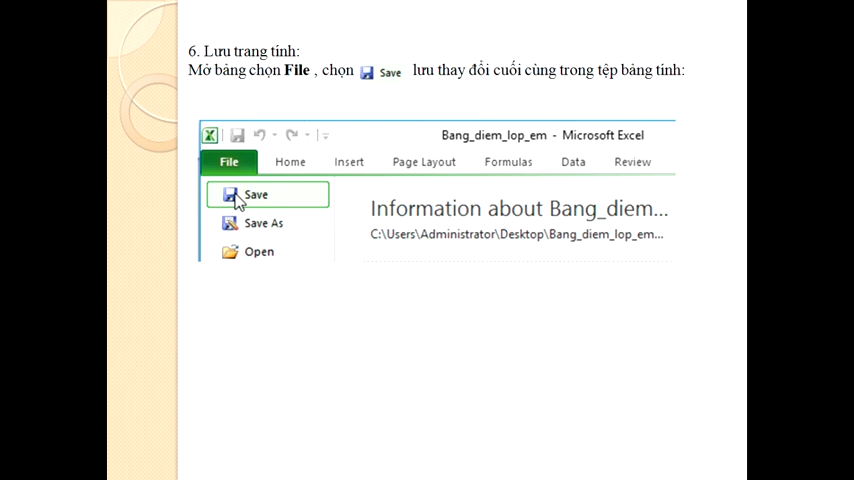 6. Lưu trang tính:
Mở bảng chọn File , chọn Save lưu thay đổi cuối cùng trong tệp bảng tính:
Bang_diem_lop_em - Microsoft Excel
File Home Insert Page Layout Formulas Data Review
Save
Save As
Open
Information about Bang_diem...
C:\Users\Administrator\Desktop\Bang_diem_lop_em...